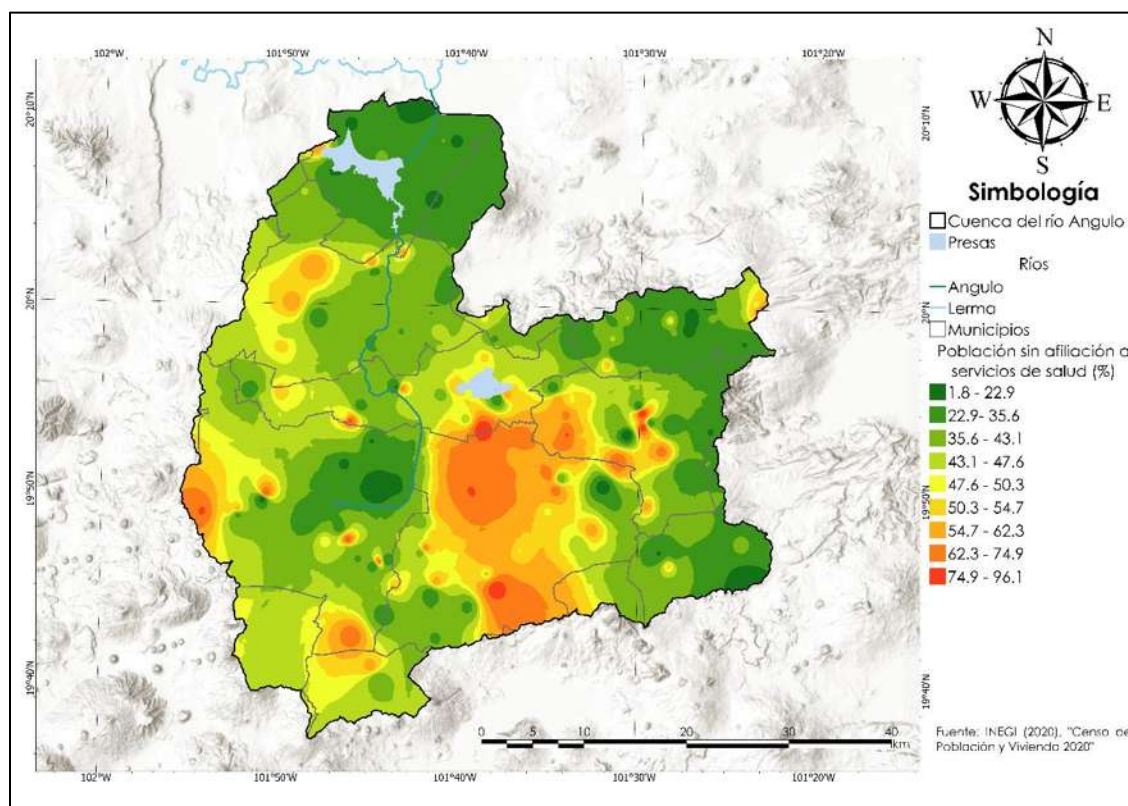 102°W 101°50'W 101°40'W 101°30'W 101°20'W
20°10'N 20°10'N
20°N 20°N
19°50'N 19°50'N
19°40'N 19°40'N
102°W 101°50'W 101°40'W 101°30'W 101°20'W
0 5 10 20 30 40
km
N
W E
S
Simbología
Cuenca del río Angulo
Presas
Ríos
Angulo
Lerma
Municipios
Población sin afiliación a
servicios de salud (%)
1.8 - 22.9
22.9 - 35.6
35.6 - 43.1
43.1 - 47.6
47.6 - 50.3
50.3 - 54.7
54.7 - 62.3
62.3 - 74.9
74.9 - 96.1
Fuente: INEGI (2020). "Censo de
Población y Vivienda 2020"